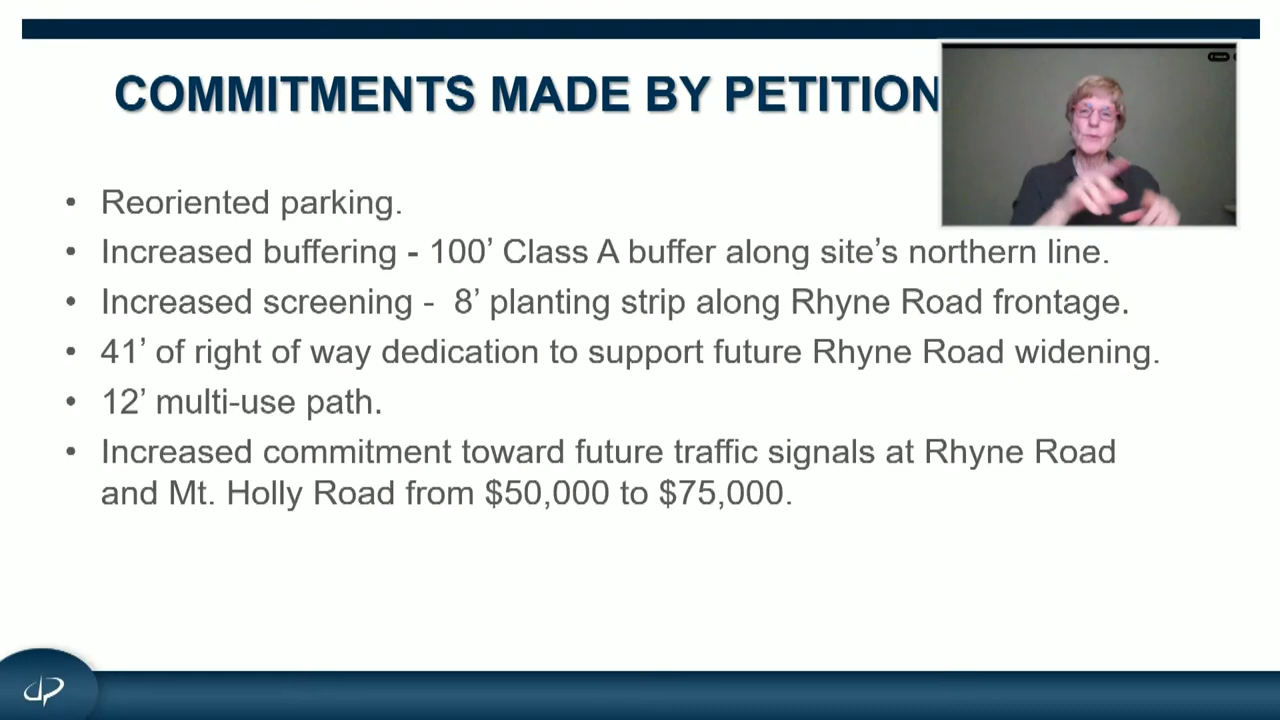 COMMITMENTS MADE BY PETITION
• Reoriented parking.
• Increased buffering - 100’ Class A buffer along site’s northern line.
• Increased screening -  8’ planting strip along Rhyne Road frontage.
• 41’ of right of way dedication to support future Rhyne Road widening.
• 12’ multi-use path.
• Increased commitment toward future traffic signals at Rhyne Road
and Mt. Holly Road from $50,000 to $75,000.